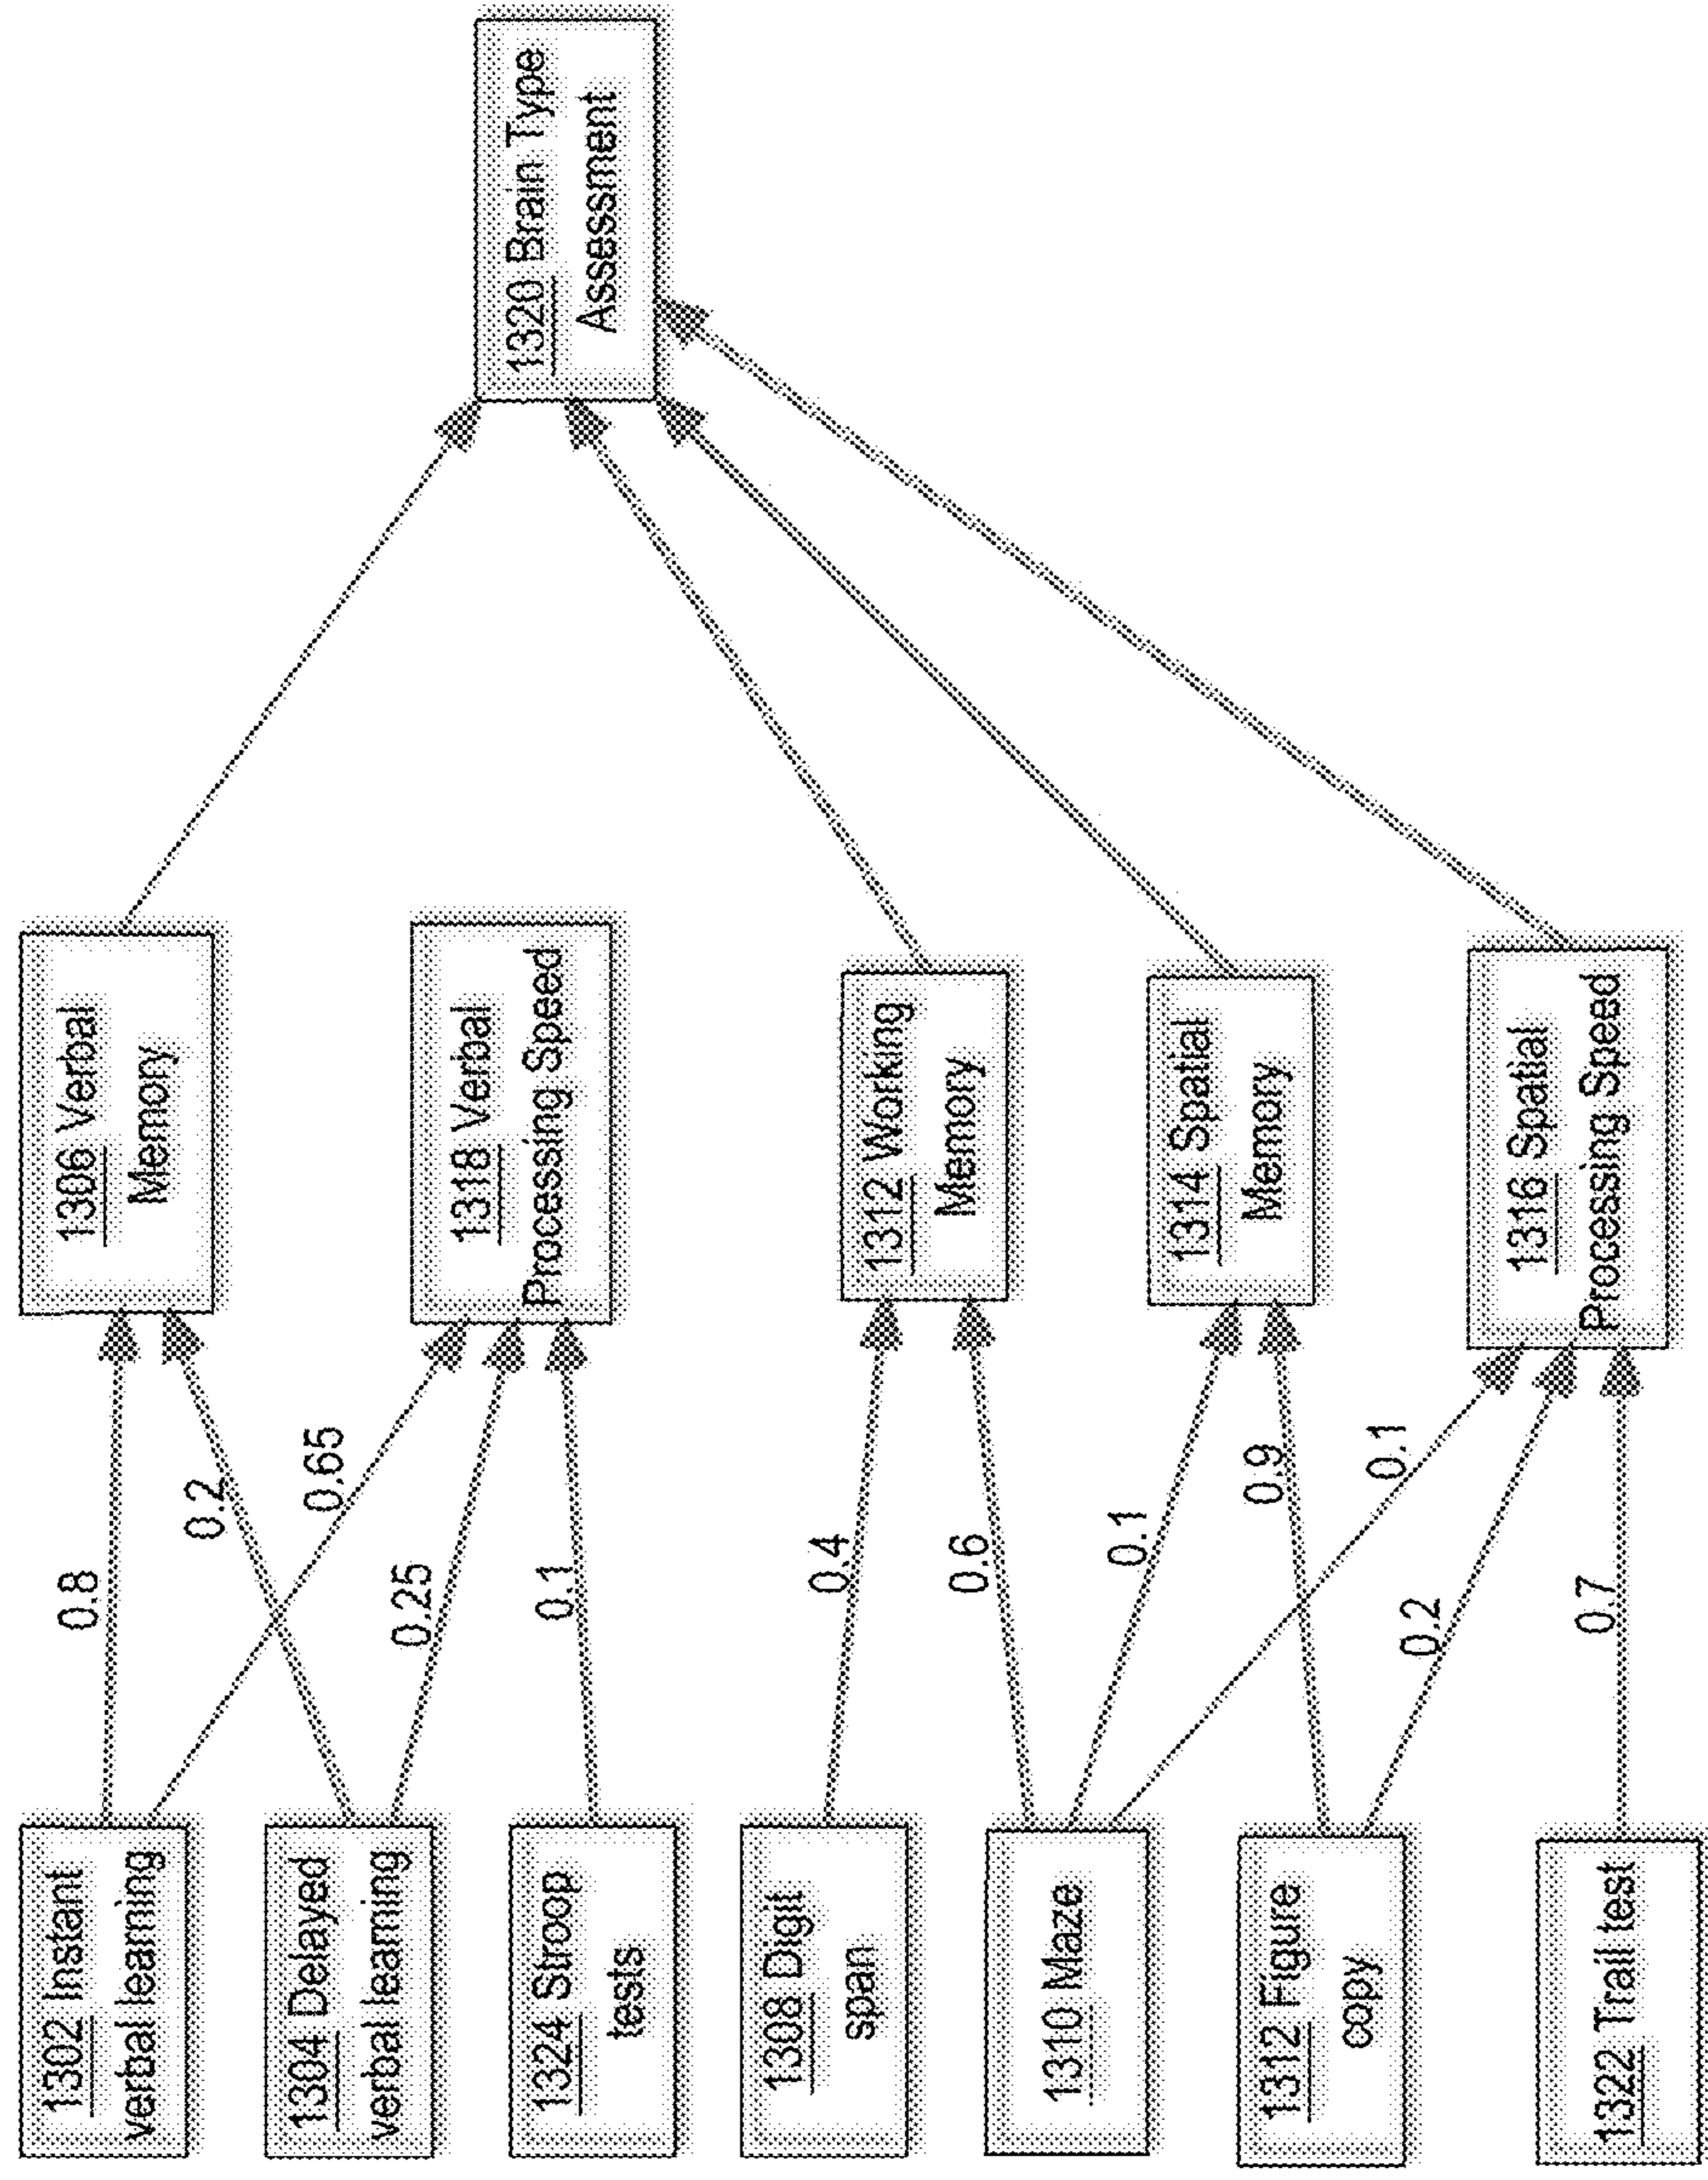 1302 Instant
verbal learning
1304 Delayed
verbal learning
1324 Stroop
tests
1308 Digit
span
1310 Maze
1312 Figure
copy
1322 Trail test
0.8
0.2
0.65
0.25
0.1
0.4
0.6
0.1
0.9
0.1
0.2
0.7
1306 Verbal
Memory
1318 Verbal
Processing Speed
1312 Working
Memory
1314 Spatial
Memory
1316 Spatial
Processing Speed
1320 Brain Type
Assessment